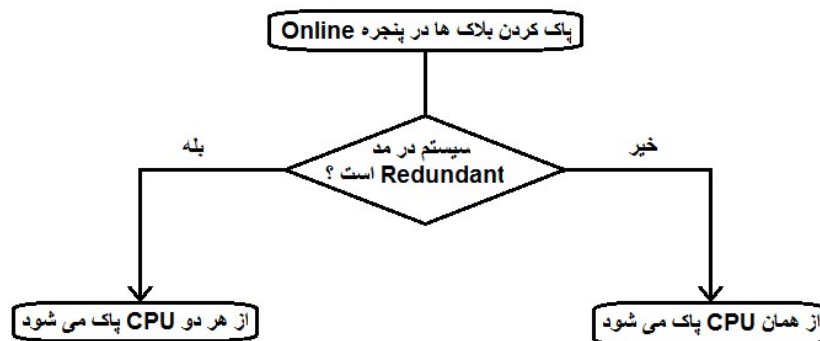 پاک کردن بلاک ها در پنجره Online
سیستم در مد
Redundant است ؟
خیر
بله
از همان CPU پاک می شود
از هر دو CPU پاک می شود